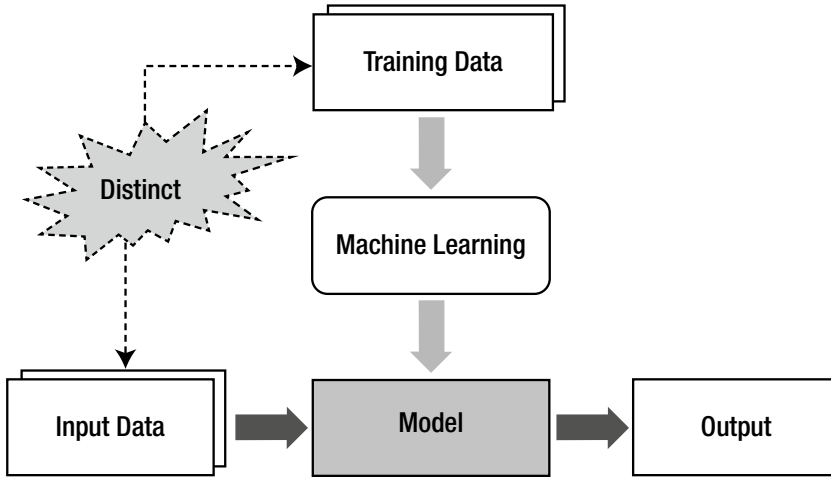 Training Data
Distinct
Machine Learning
Input Data
Model
Output